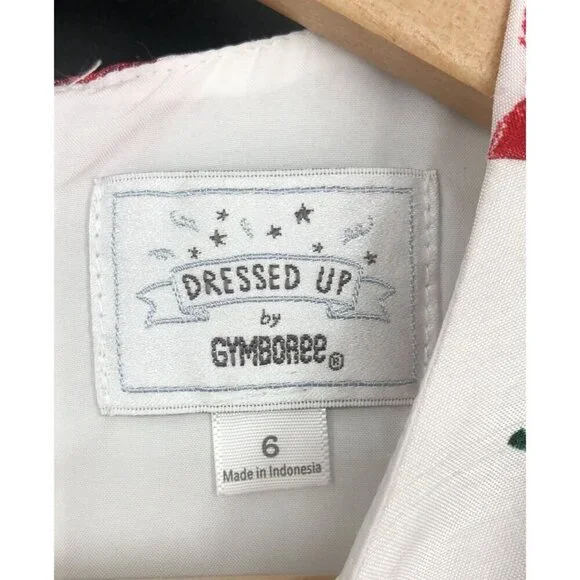 DRESSED UP
by
GYMBOREE®
6
Made in Indonesia